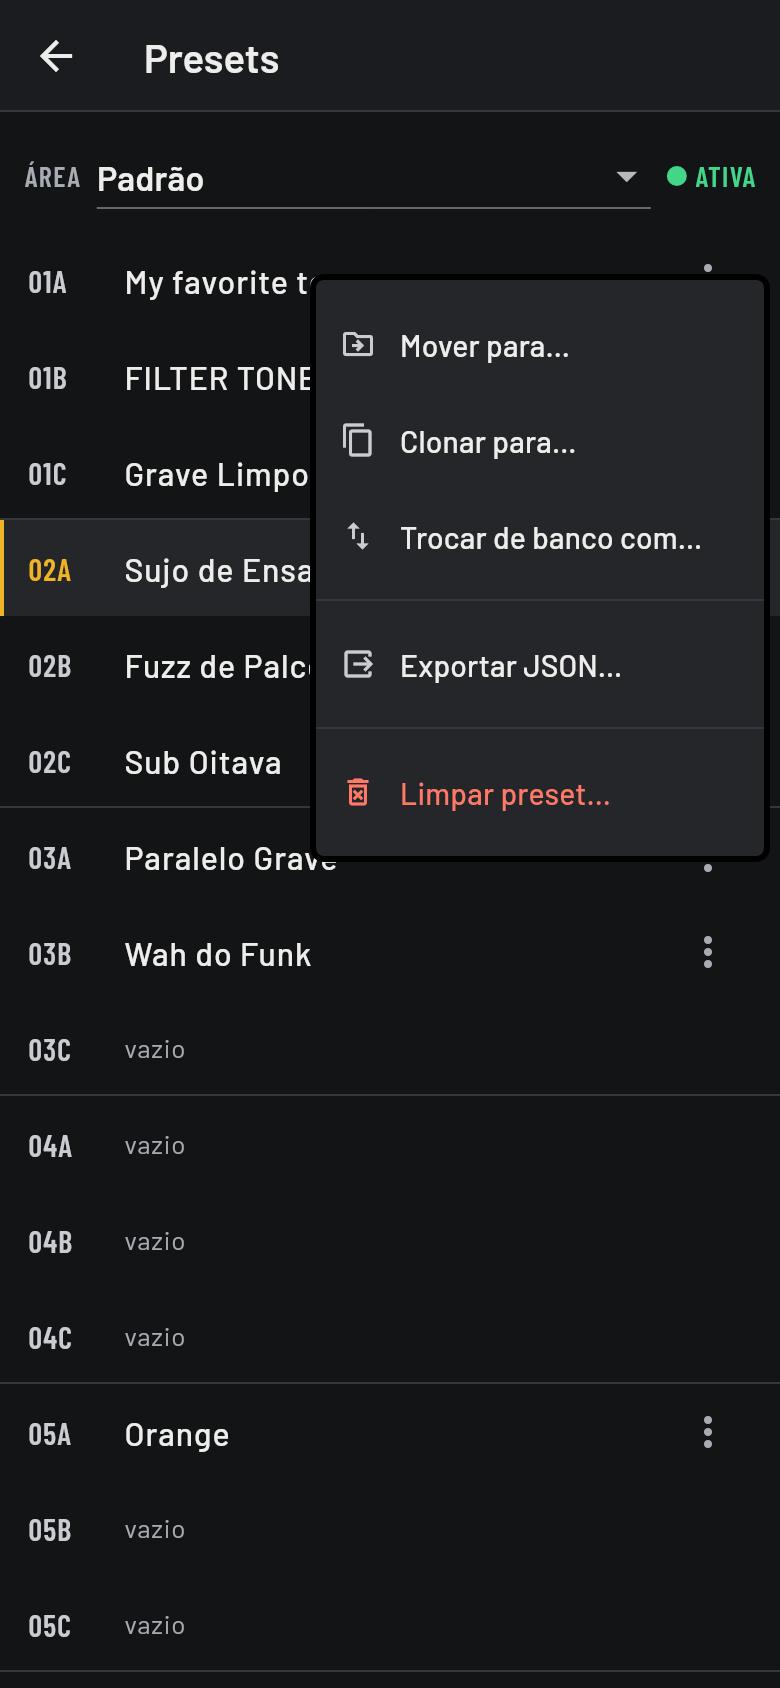 Presets
ÁREA Padrão ATIVA
01A My favorite
01B FILTER TONE
01C Grave Limpo
02A Sujo de
02B Fuzz de
02C Sub Oitava
03A Paralelo Grave
03B Wah do Funk
03C vazio
04A vazio
04B vazio
04C vazio
05A Orange
05B vazio
05C vazio
Mover para...
Clonar para...
Trocar de banco com...
Exportar JSON...
Limpar preset...